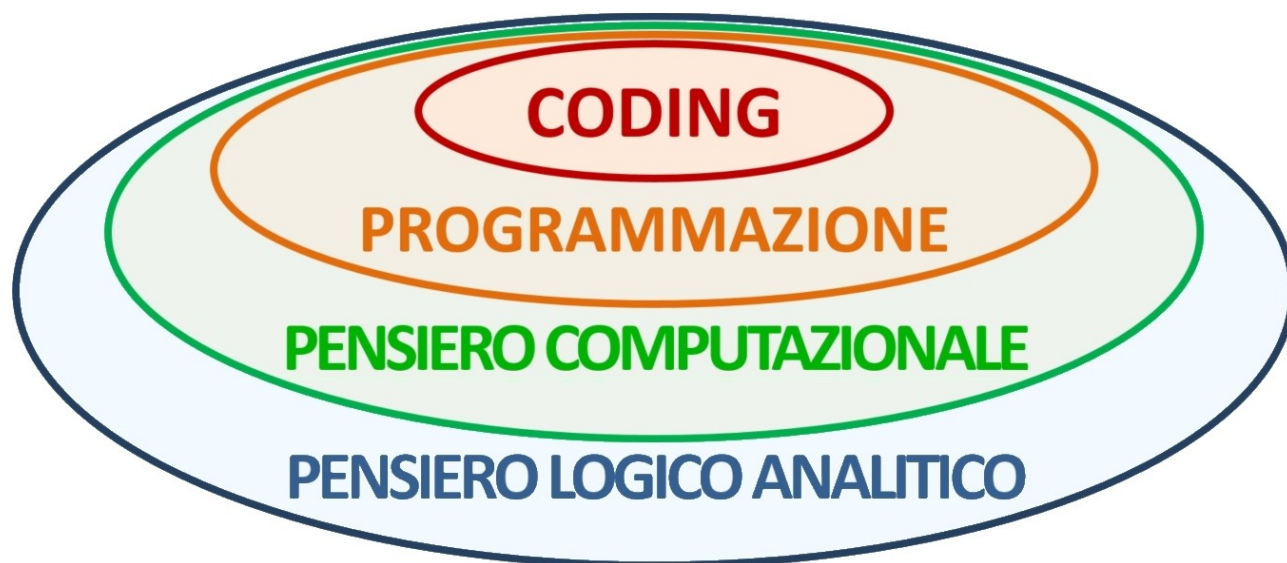 CODING
PROGRAMMAZIONE
PENSIERO COMPUTAZIONALE
PENSIERO LOGICO ANALITICO